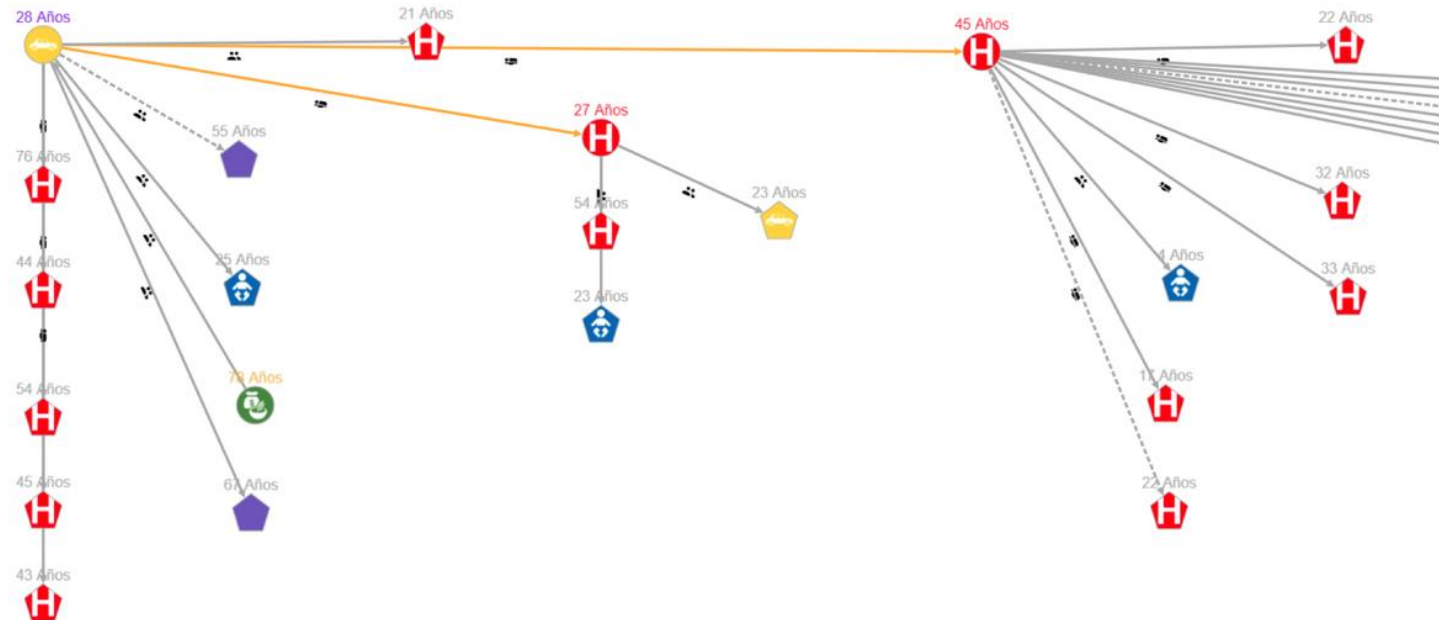 28 Años
21 Años
45 Años
22 Años
H
H
H
27 Años
H
55 Años
76 Años
H
32 Años
H
23 Años
54 Años
H
44 Años
H
25 Años
4 Años
33 Años
H
23 Años
78 Años
54 Años
H
17 Años
H
67 Años
45 Años
H
22 Años
H
43 Años
H